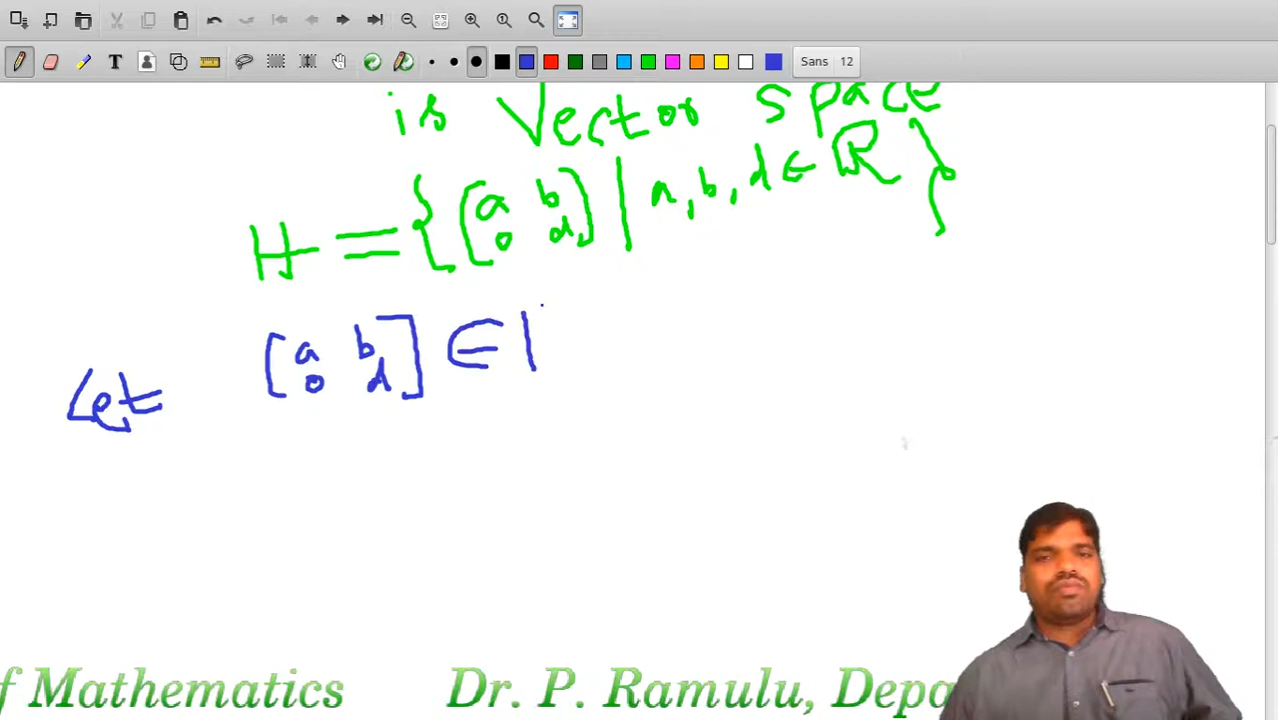 Sans 12
is Vector space
H = { [a b 0 d] | a, b, d ∈ ℝ }
Let [a b 0 d] ∈
f Mathematics Dr. P. Ramulu, Depa